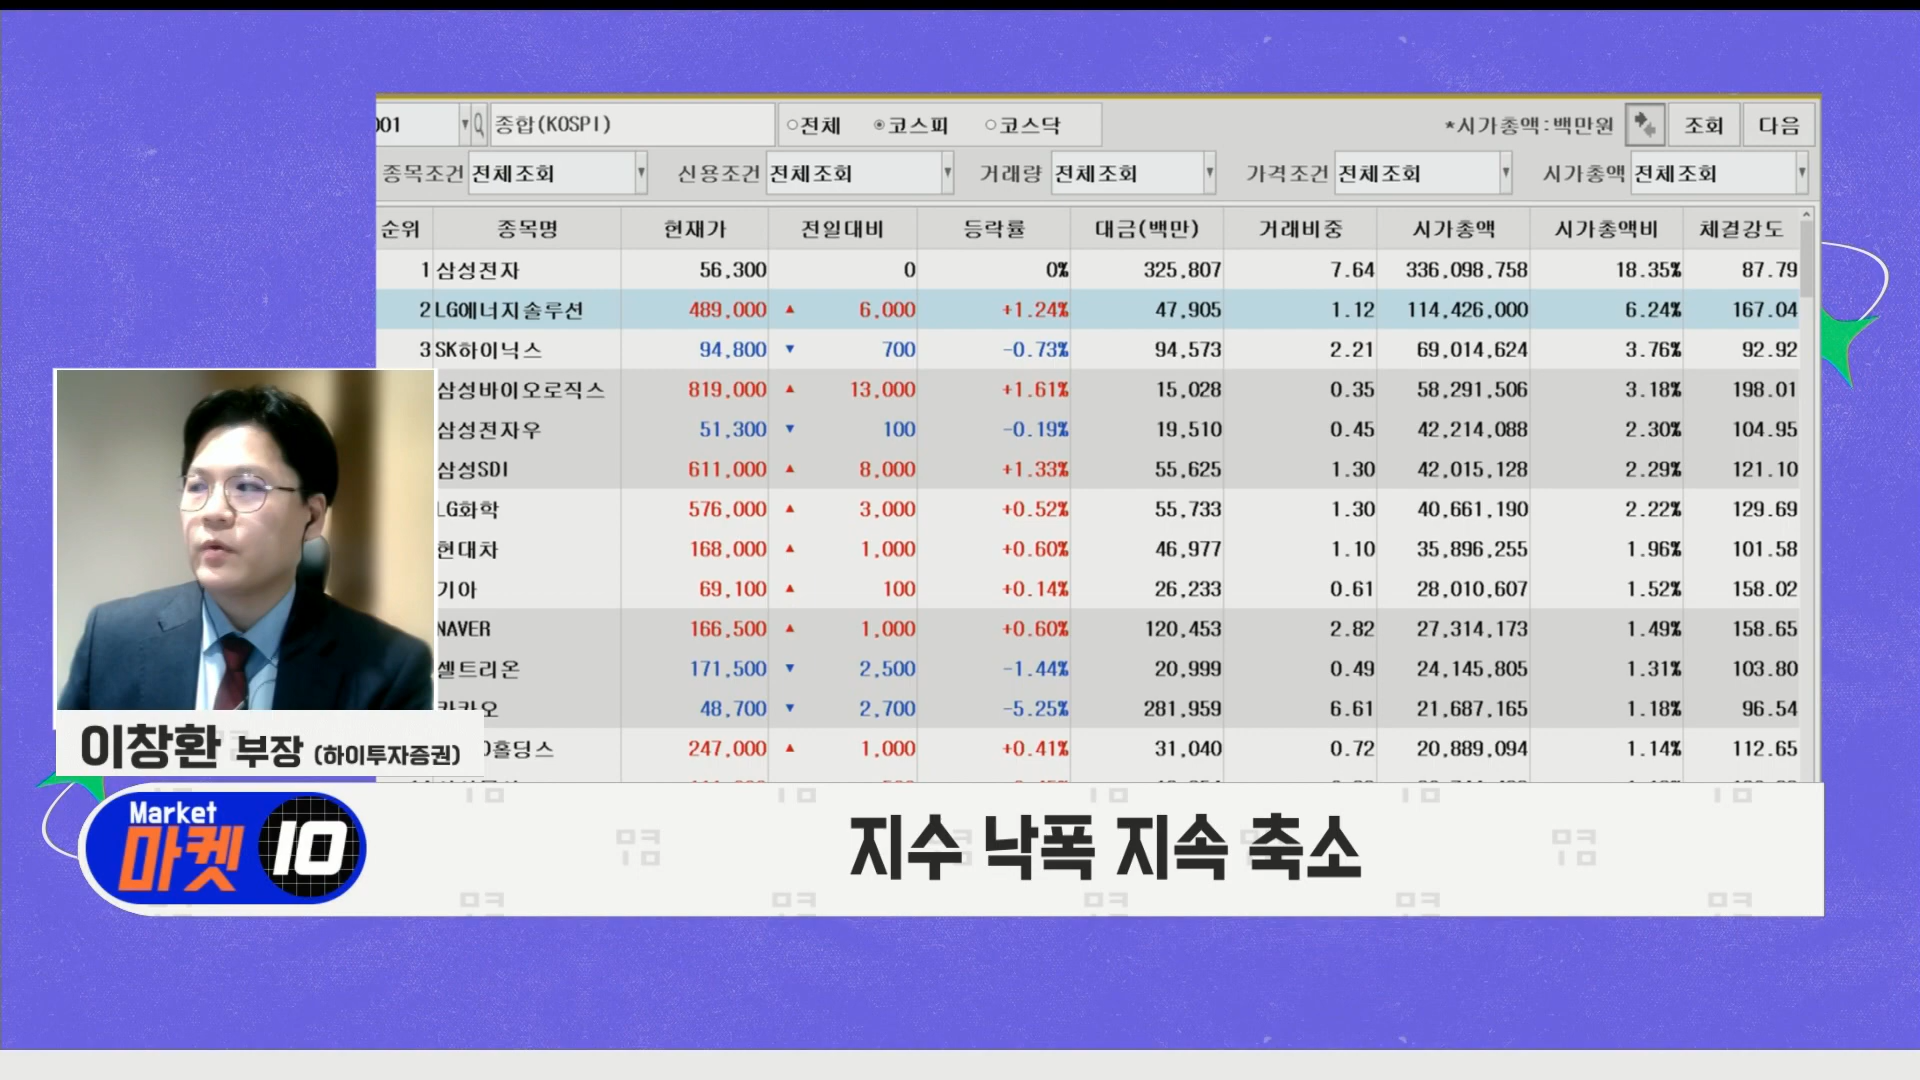 001 종합(KOSPI) 전체 코스피 코스닥 *시가총액:백만원 조회 다음
종목조건 전체조회 신용조건 전체조회 거래량 전체조회 가격조건 전체조회 시가총액 전체조회
순위 종목명 현재가 전일대비 등락률 대금(백만) 거래비중 시가총액 시가총액비 체결강도
1 삼성전자 56,300 0 0% 325,807 7.64 336,098,758 18.35% 87.79
2 LG에너지솔루션 489,000 ▲ 6,000 +1.24% 47,905 1.12 114,426,000 6.24% 167.04
3 SK하이닉스 94,800 ▼ 700 -0.73% 94,573 2.21 69,014,624 3.76% 92.92
삼성바이오로직스 819,000 ▲ 13,000 +1.61% 15,028 0.35 58,291,506 3.18% 198.01
삼성전자우 51,300 ▼ 100 -0.19% 19,510 0.45 42,214,088 2.30% 104.95
삼성SDI 611,000 ▲ 8,000 +1.33% 55,625 1.30 42,015,128 2.29% 121.10
LG화학 576,000 ▲ 3,000 +0.52% 55,733 1.30 40,661,190 2.22% 129.69
현대차 168,000 ▲ 1,000 +0.60% 46,977 1.10 35,896,255 1.96% 101.58
기아 69,100 ▲ 100 +0.14% 26,233 0.61 28,010,607 1.52% 158.02
NAVER 166,500 ▲ 1,000 +0.60% 120,453 2.82 27,314,173 1.49% 158.65
셀트리온 171,500 ▼ 2,500 -1.44% 20,999 0.49 24,145,805 1.31% 103.80
카카오 48,700 ▼ 2,700 -5.25% 281,959 6.61 21,687,165 1.18% 96.54
홀딩스 247,000 ▲ 1,000 +0.41% 31,040 0.72 20,889,094 1.14% 112.65
이창환 부장 (하이투자증권)
Market
마켓 10
지수 낙폭 지속 축소